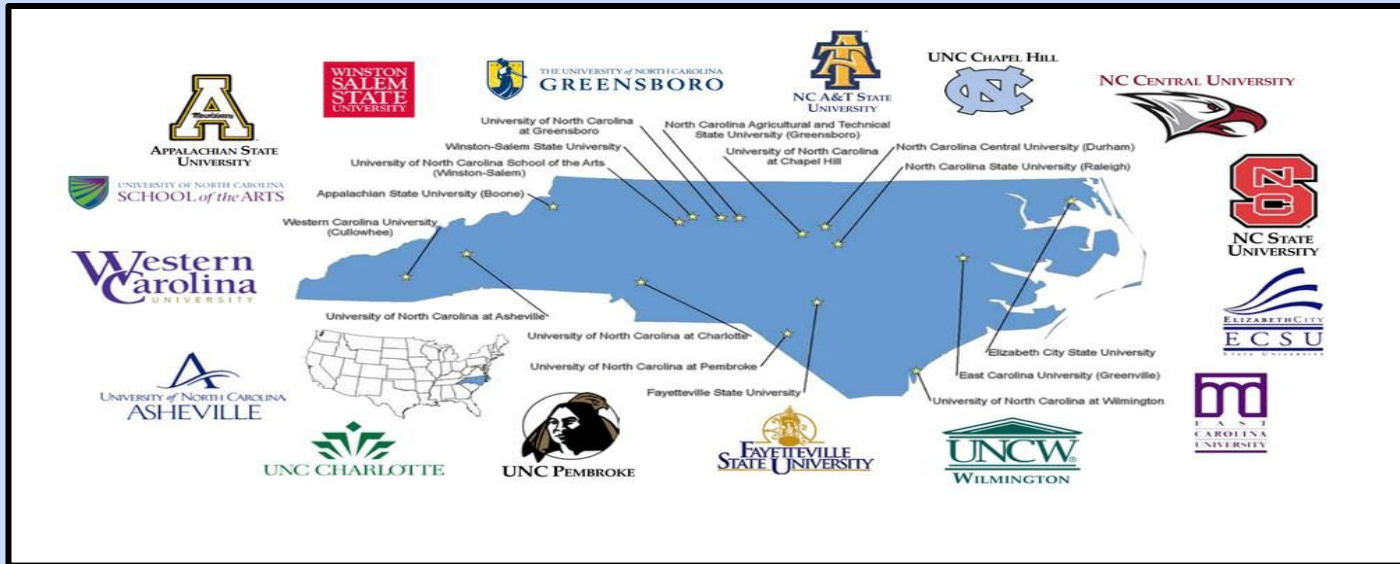 WINSTON
SALEM
STATE
UNIVERSITY
THE UNIVERSITY of NORTH CAROLINA
GREENSBORO
NC A&T STATE
UNIVERSITY
UNC CHAPEL HILL
NC CENTRAL UNIVERSITY
APPALACHIAN STATE
UNIVERSITY
UNIVERSITY OF NORTH CAROLINA
SCHOOL of the ARTS
Western
Carolina
UNIVERSITY
University of North Carolina
at Greensboro
North Carolina Agricultural and Technical
State University (Greensboro)
Winston-Salem State University
University of North Carolina
at Chapel Hill
North Carolina Central University (Durham)
University of North Carolina School of the Arts
(Winston-Salem)
North Carolina State University (Raleigh)
Appalachian State University (Boone)
Western Carolina University
(Cullowhee)
University of North Carolina at Asheville
University of North Carolina at Charlotte
University of North Carolina at Pembroke
Fayetteville State University
Elizabeth City State University
East Carolina University (Greenville)
University of North Carolina at Wilmington
NC STATE
UNIVERSITY
ELIZABETH CITY
ECSU
State University
EAST
CAROLINA
UNIVERSITY
UNIVERSITY of NORTH CAROLINA
ASHEVILLE
UNC CHARLOTTE
UNC PEMBROKE
FAYETTEVILLE
STATE UNIVERSITY
UNCW
WILMINGTON